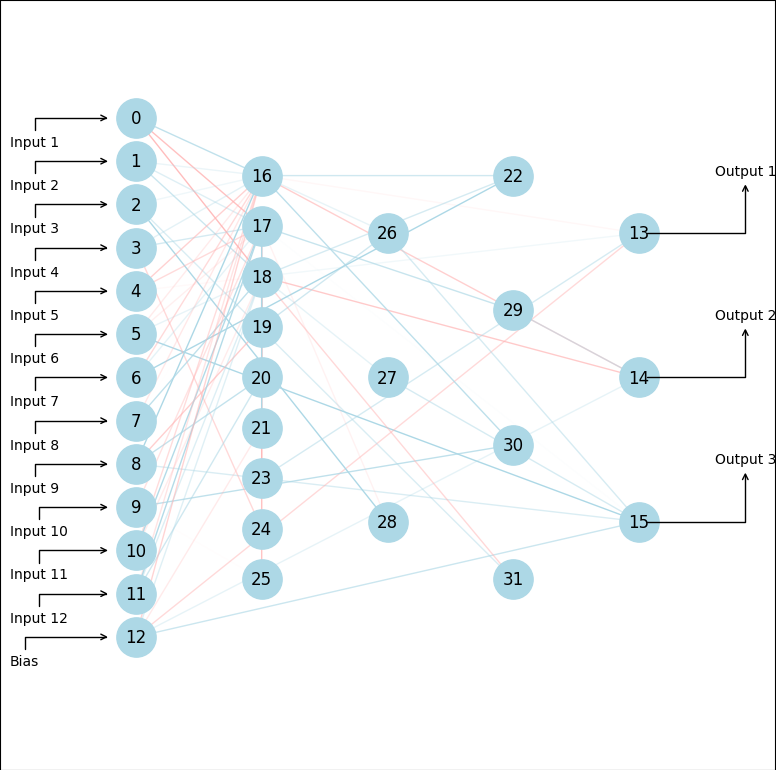 0
Input 1
1
Input 2
2
Input 3
3
Input 4
4
Input 5
5
Input 6
6
Input 7
7
Input 8
8
Input 9
9
Input 10
10
Input 11
11
Input 12
12
Bias
16
17
18
19
20
21
23
24
25
26
27
28
22
29
30
31
13
14
15
Output 1
Output 2
Output 3